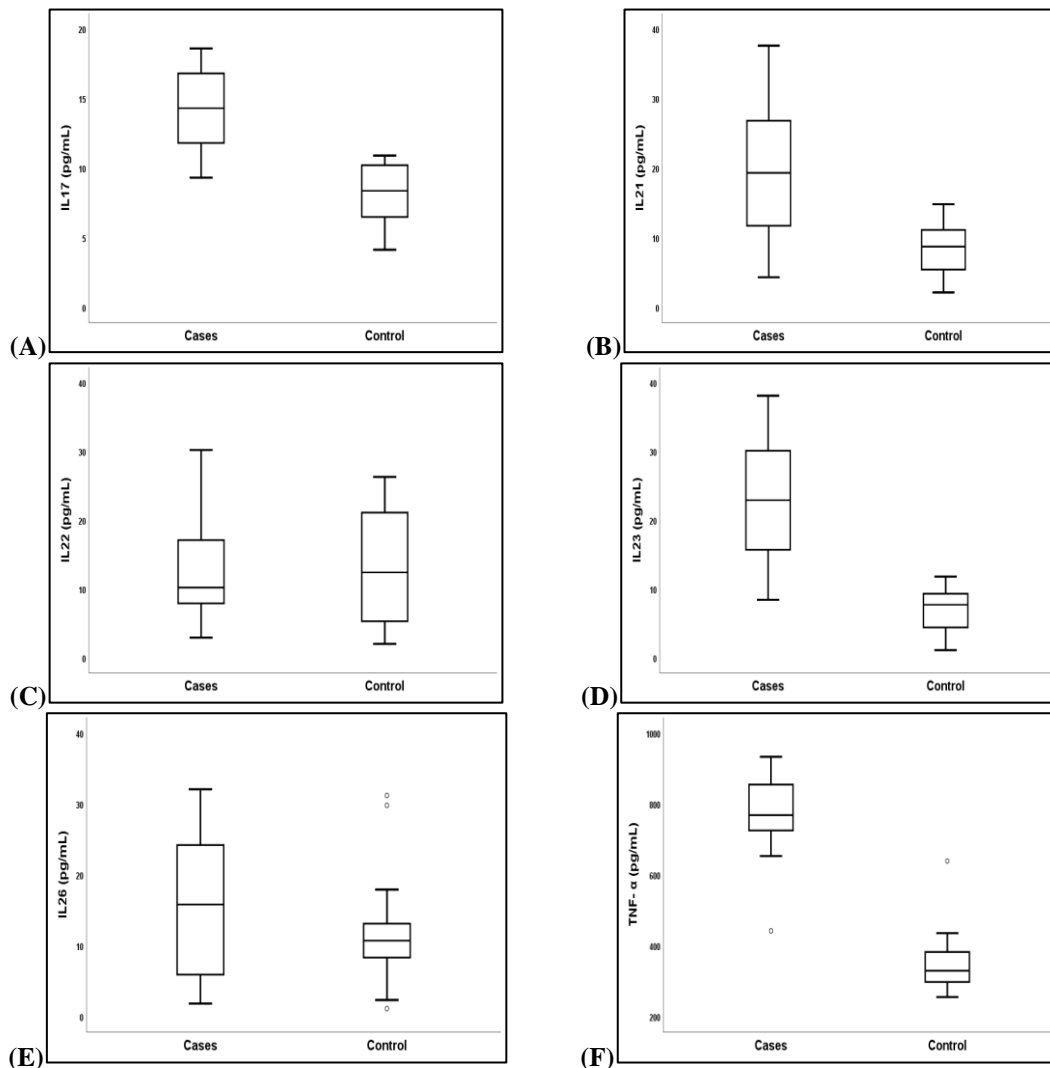 IL17 (pg/mL)
20
15
10
5
0
Cases Control
(A)
IL21 (pg/mL)
40
30
20
10
0
Cases Control
(B)
IL22 (pg/mL)
40
30
20
10
0
Cases Control
(C)
IL23 (pg/mL)
40
30
20
10
0
Cases Control
(D)
IL26 (pg/mL)
40
30
20
10
0
Cases Control
(E)
TNF- α (pg/mL)
1000
800
600
400
200
Cases Control
(F)